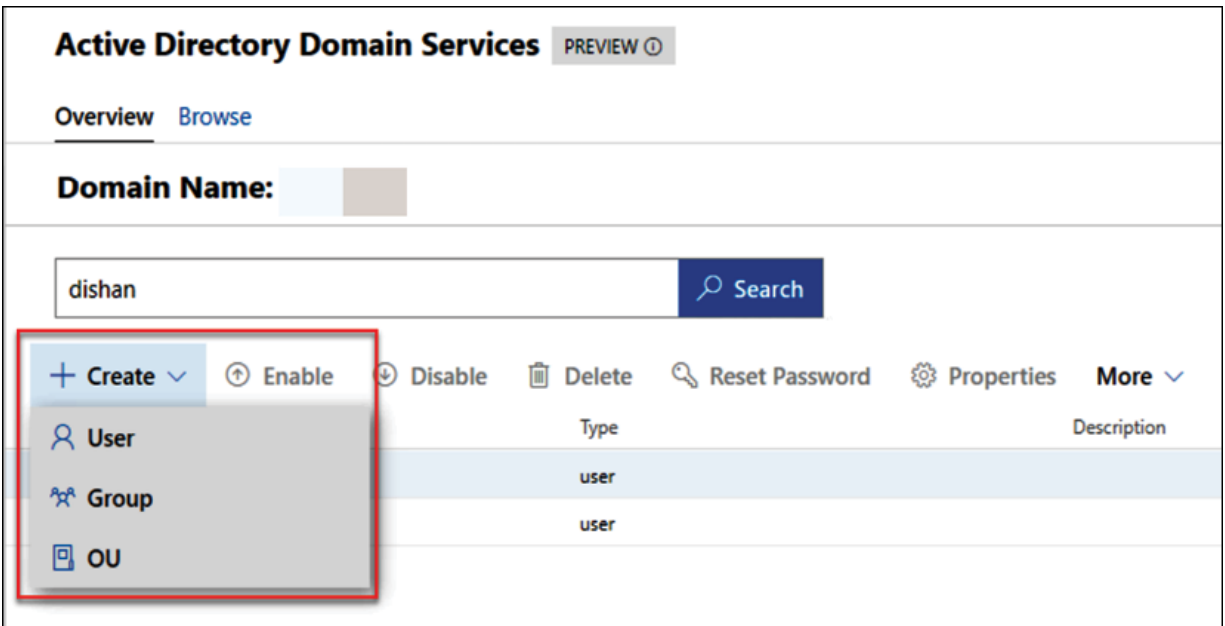 Active Directory Domain Services PREVIEW
Overview Browse
Domain Name:
dishan Search
Create Enable Disable Delete Reset Password Properties More
Type Description
User
user
Group
user
OU